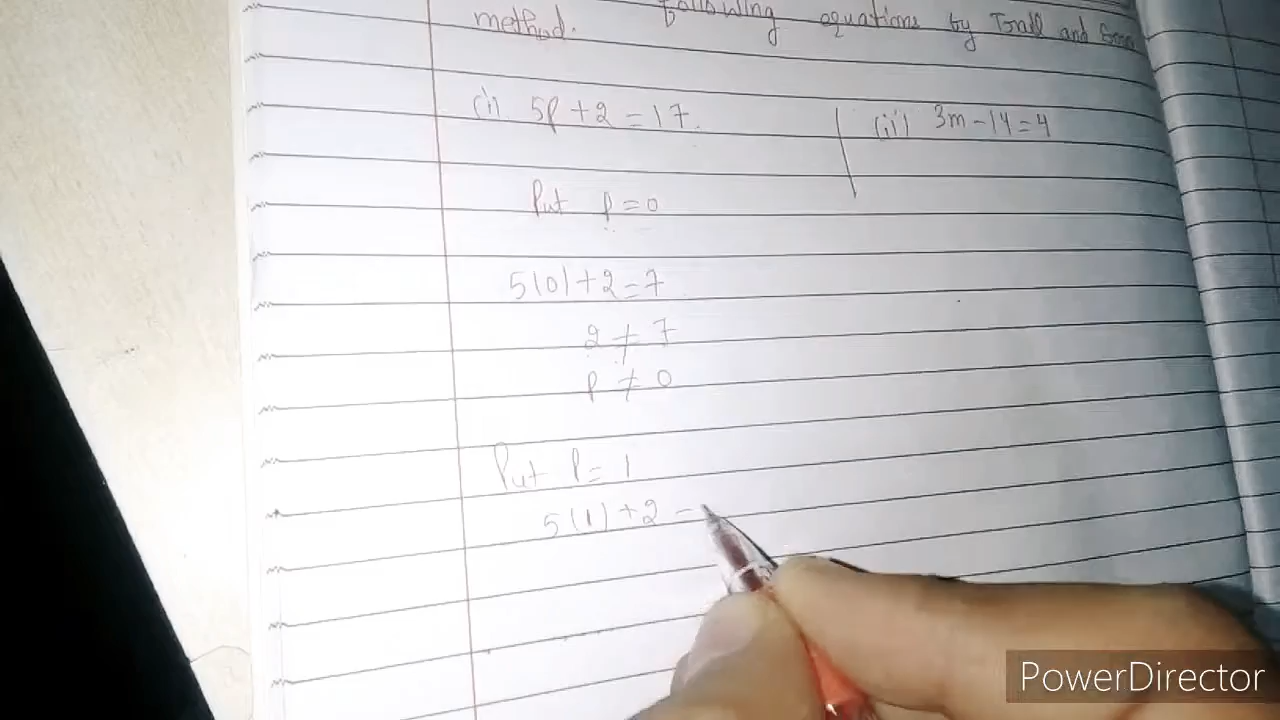 method. following equations by Trail and Error
(i) 5p + 2 = 17.
(ii) 3m - 14 = 4
Put p = 0
5(0) + 2 = 7
2 ≠ 7
p ≠ 0
Put p = 1
5(1) + 2 =
PowerDirector